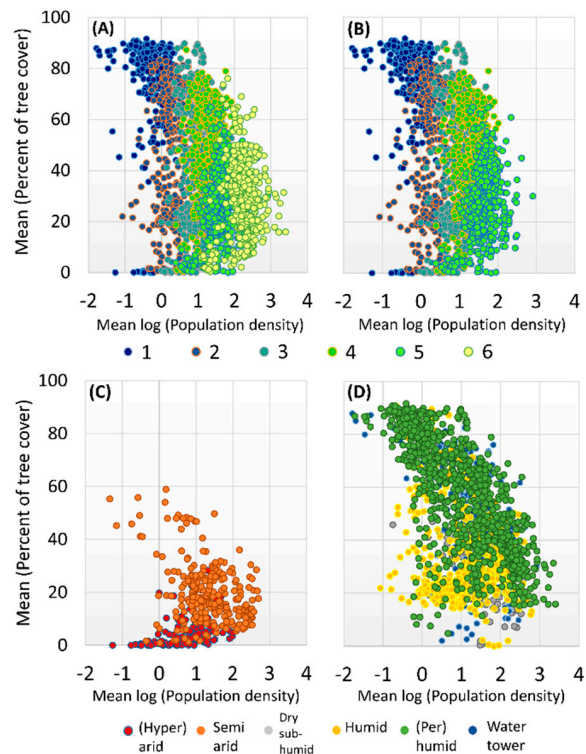 (A) (B)
Mean (Percent of tree cover)
100
80
60
40
20
0
-2 -1 0 1 2 3 4
-2 -1 0 1 2 3 4
Mean log (Population density) Mean log (Population density)
1 2 3 4 5 6
(C) (D)
Mean (Percent of tree cover)
100
80
60
40
20
0
-2 -1 0 1 2 3 4
-2 -1 0 1 2 3 4
Mean log (Population density) Mean log (Population density)
(Hyper) arid
Semi arid
Dry sub-humid
Humid
(Per) humid
Water tower